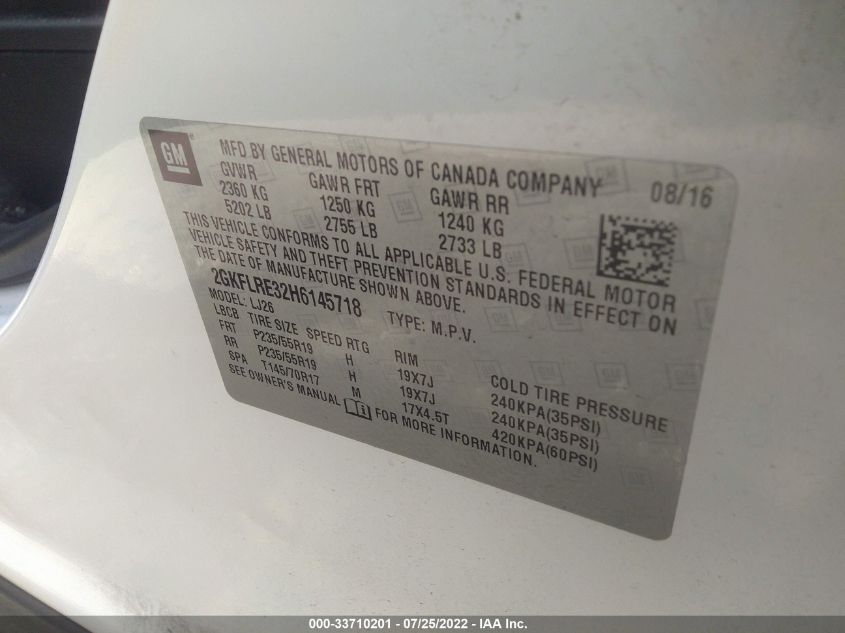 GM
MFD BY GENERAL MOTORS OF CANADA COMPANY 08/16
GVWR GAWR FRT GAWR RR
2360 KG 1250 KG 1240 KG
5202 LB 2755 LB 2733 LB
THIS VEHICLE CONFORMS TO ALL APPLICABLE U.S. FEDERAL MOTOR
VEHICLE SAFETY AND THEFT PREVENTION STANDARDS IN EFFECT ON
THE DATE OF MANUFACTURE SHOWN ABOVE.
2GKFLRE32H6145718 TYPE: M.P.V.
MODEL: LJ26
LBCB TIRE SIZE SPEED RTG RIM COLD TIRE PRESSURE
FRT P235/55R19 H 19X7J 240KPA(35PSI)
RR P235/55R19 H 19X7J 240KPA(35PSI)
SPA T145/70R17 M 17X4.5T 420KPA(60PSI)
SEE OWNER'S MANUAL FOR MORE INFORMATION.
000-33710201 - 07/25/2022 - IAA Inc.